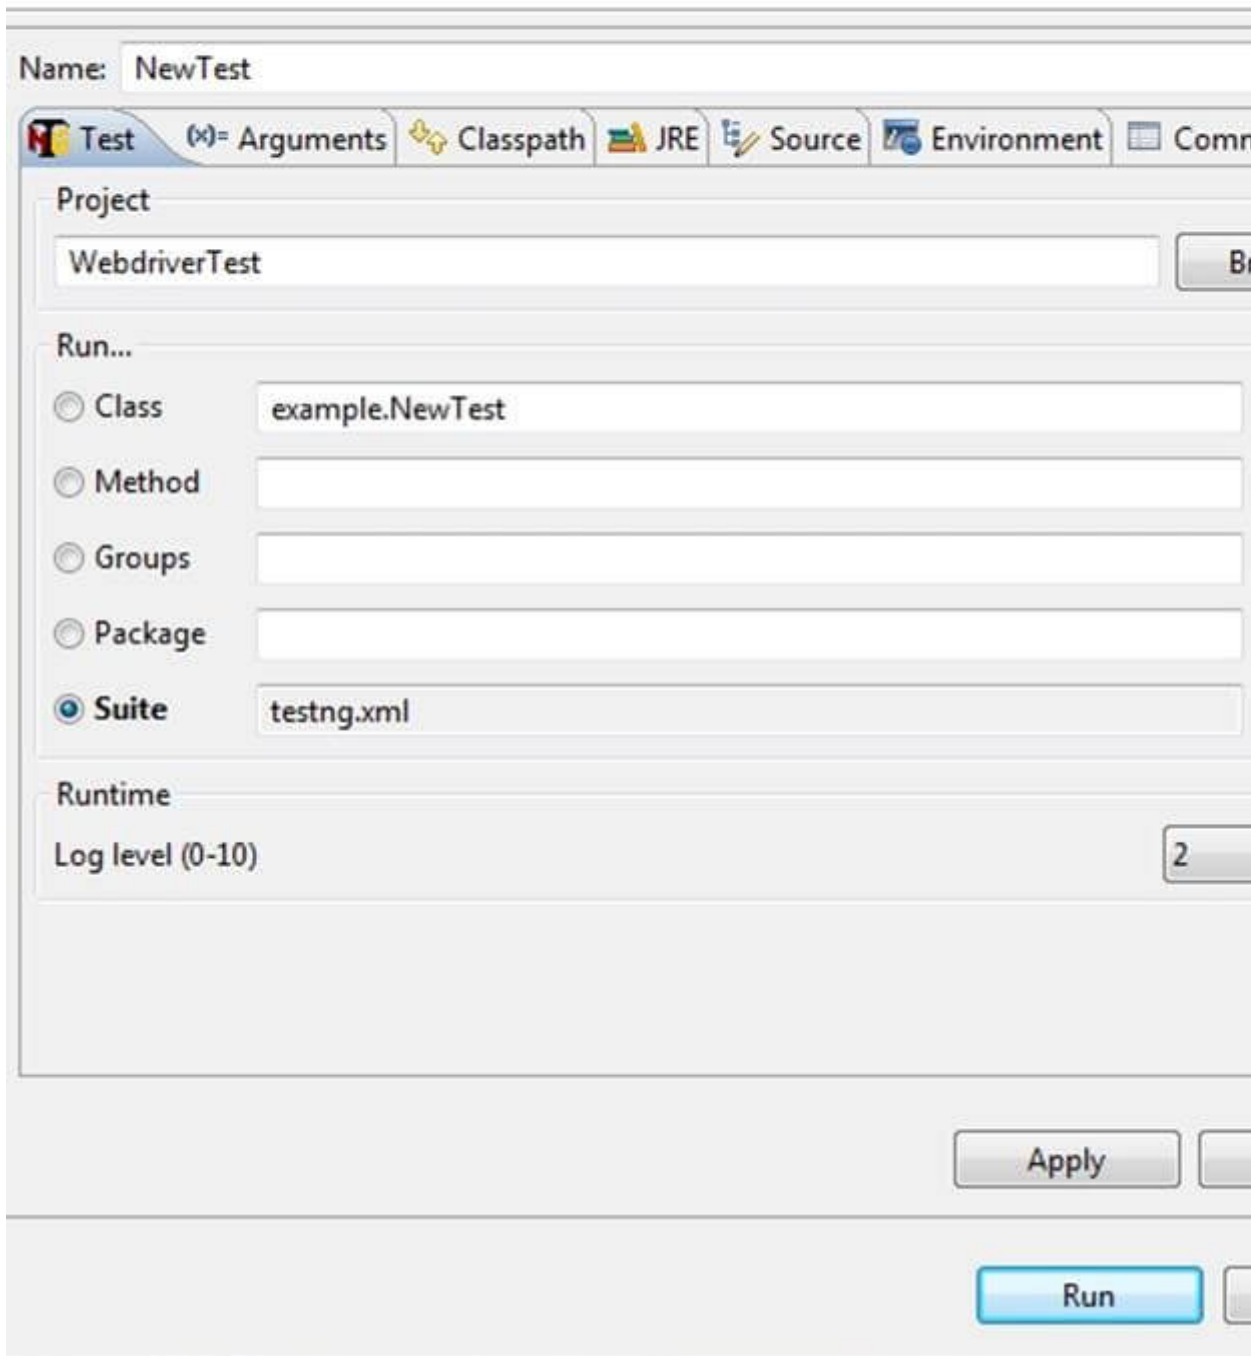 Name: NewTest
Test (x)= Arguments Classpath JRE Source Environment
Project
WebdriverTest
Run...
Class example.NewTest
Method
Groups
Package
Suite testng.xml
Runtime
Log level (0-10) 2
Apply
Run